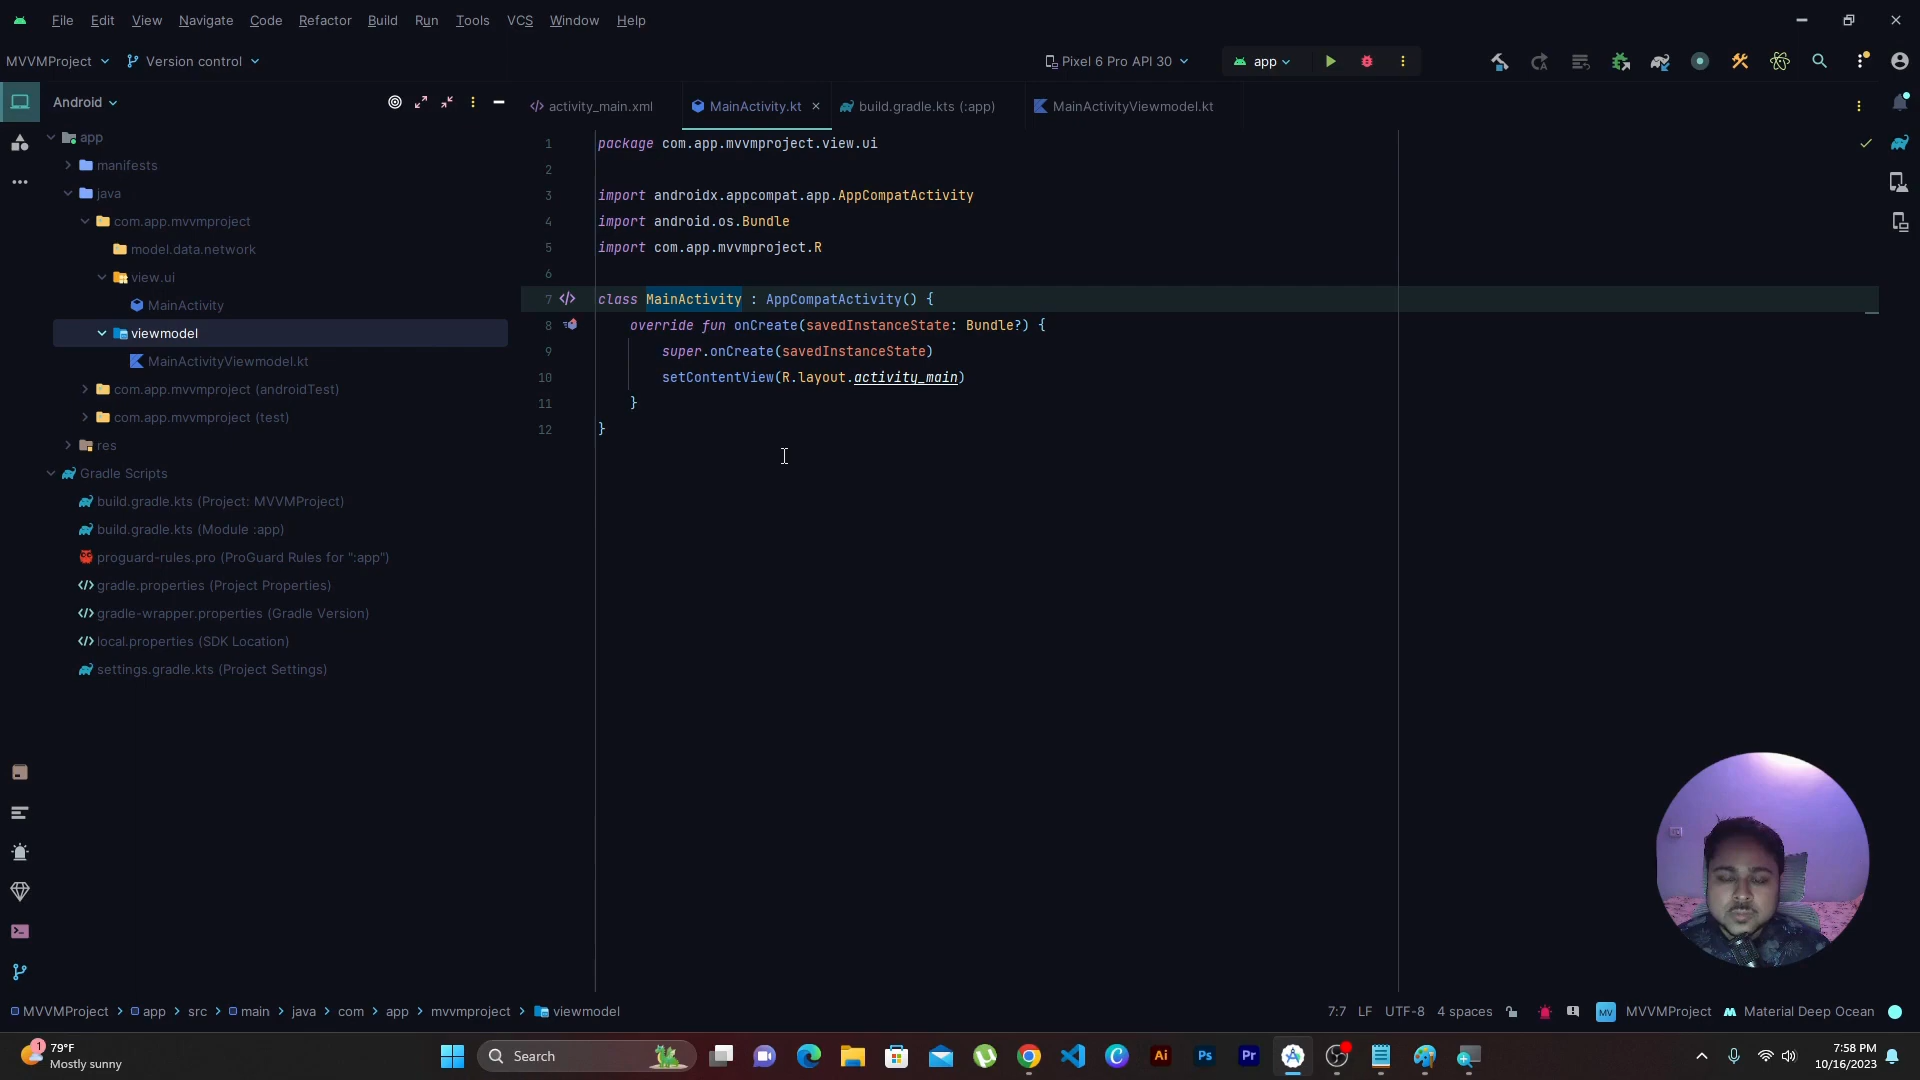 File Edit View Navigate Code Refactor Build Run Tools VCS Window Help
MVVMProject Version control Pixel 6 Pro API 30 app
Android
activity_main.xml MainActivity.kt build.gradle.kts (:app) MainActivityViewmodel.kt
app
manifests
java
com.app.mvvmproject
model.data.network
view.ui
MainActivity
viewmodel
MainActivityViewmodel.kt
com.app.mvvmproject (androidTest)
com.app.mvvmproject (test)
res
Gradle Scripts
build.gradle.kts (Project: MVVMProject)
build.gradle.kts (Module :app)
proguard-rules.pro (ProGuard Rules for ":app")
gradle.properties (Project Properties)
gradle-wrapper.properties (Gradle Version)
local.properties (SDK Location)
settings.gradle.kts (Project Settings)
1 package com.app.mvvmproject.view.ui
2
3 import androidx.appcompat.app.AppCompatActivity
4 import android.os.Bundle
5 import com.app.mvvmproject.R
6
7 class MainActivity : AppCompatActivity() {
8 override fun onCreate(savedInstanceState: Bundle?) {
9 super.onCreate(savedInstanceState)
10 setContentView(R.layout.activity_main)
11 }
12 }
MVVMProject > app > src > main > java > com > app > mvvmproject > viewmodel
7:7 LF UTF-8 4 spaces MV MVVMProject Material Deep Ocean
1 79°F
Mostly sunny
Search
Ai Ps Pr
7:58 PM
10/16/2023